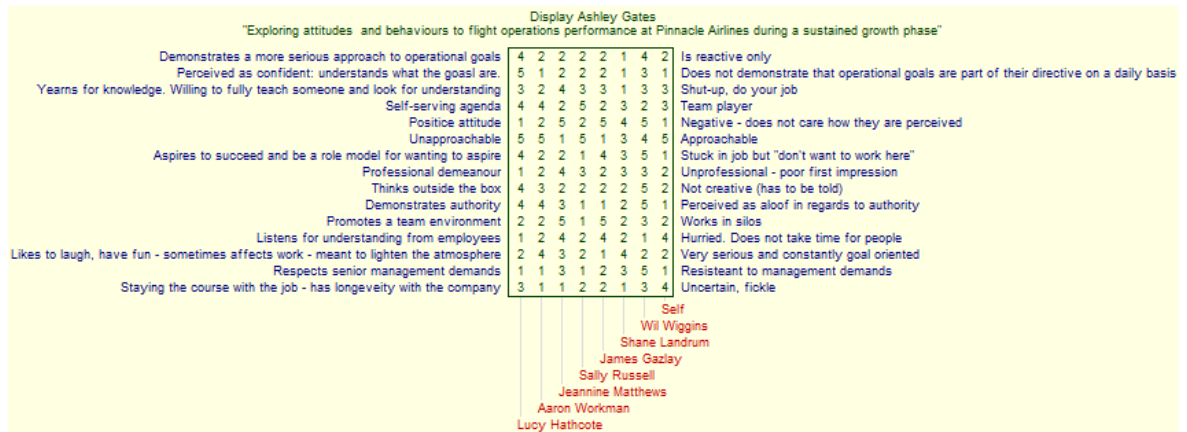 Display Ashley Gates
"Exploring attitudes and behaviours to flight operations performance at Pinnacle Airlines during a sustained growth phase"
Demonstrates a more serious approach to operational goals 4 2 2 2 2 1 4 2 Is reactive only
Perceived as confident: understands what the goasl are. 5 1 2 2 2 1 3 1 Does not demonstrate that operational goals are part of their directive on a daily basis
Yearns for knowledge. Willing to fully teach someone and look for understanding 3 2 4 3 3 1 3 3 Shut-up, do your job
Self-serving agenda 4 4 2 5 2 3 2 3 Team player
Positice attitude 1 2 5 2 5 4 5 1 Negative - does not care how they are perceived
Unapproachable 5 5 1 5 1 3 4 5 Approachable
Aspires to succeed and be a role model for wanting to aspire 4 2 2 1 4 3 5 1 Stuck in job but "don't want to work here"
Professional demeanour 1 2 4 3 2 3 3 2 Unprofessional - poor first impression
Thinks outside the box 4 3 2 2 2 2 5 2 Not creative (has to be told)
Demonstrates authority 4 4 3 1 1 2 5 1 Perceived as aloof in regards to authority
Promotes a team environment 2 2 5 1 5 2 3 2 Works in silos
Listens for understanding from employees 1 2 4 2 4 2 1 4 Hurried. Does not take time for people
Likes to laugh, have fun - sometimes affects work - meant to lighten the atmosphere 2 4 3 2 1 4 2 2 Very serious and constantly goal oriented
Respects senior management demands 1 1 3 1 2 3 5 1 Resisteant to management demands
Staying the course with the job - has longeveity with the company 3 1 1 2 2 1 3 4 Uncertain, fickle
Self
Wil Wiggins
Shane Landrum
James Gazlay
Sally Russell
Jeannine Matthews
Aaron Workman
Lucy Hathcote